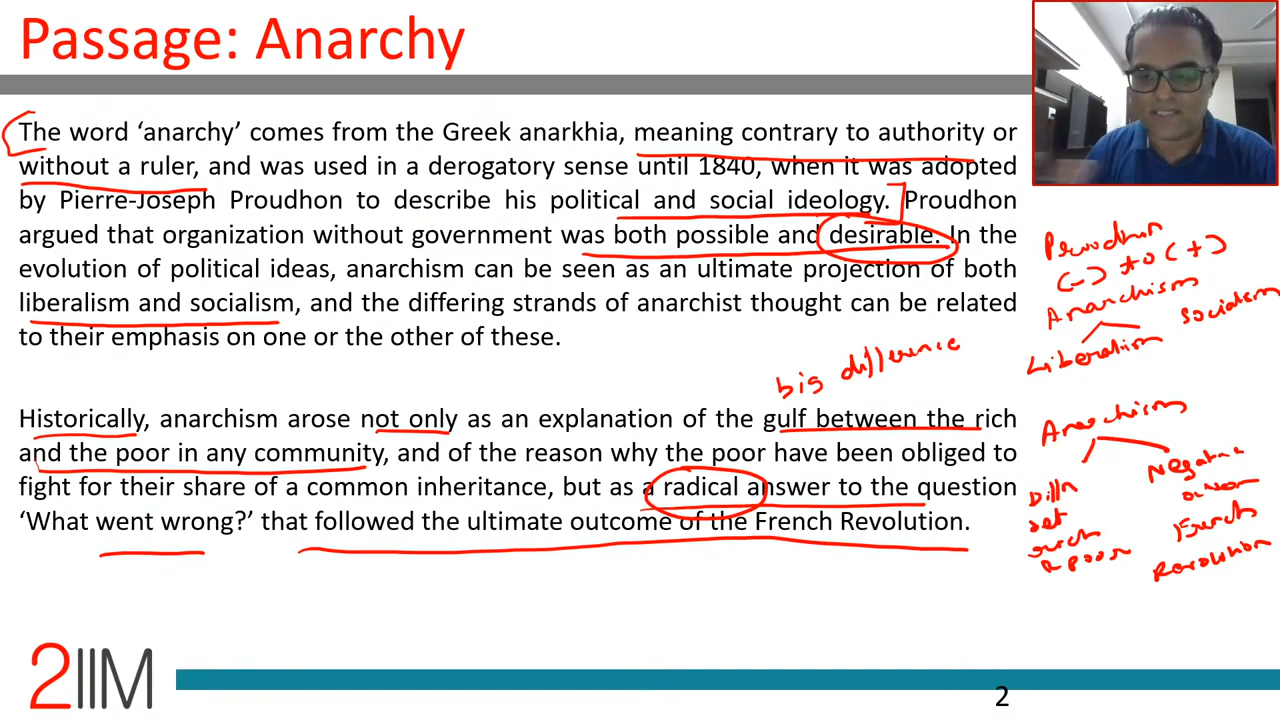 Passage: Anarchy
The word ‘anarchy’ comes from the Greek anarkhia, meaning contrary to authority or
without a ruler, and was used in a derogatory sense until 1840, when it was adopted
by Pierre-Joseph Proudhon to describe his political and social ideology. Proudhon
argued that organization without government was both possible and desirable. In the
evolution of political ideas, anarchism can be seen as an ultimate projection of both
liberalism and socialism, and the differing strands of anarchist thought can be related
to their emphasis on one or the other of these.
big difference
Historically, anarchism arose not only as an explanation of the gulf between the rich
and the poor in any community, and of the reason why the poor have been obliged to
fight for their share of a common inheritance, but as a radical answer to the question
‘What went wrong?’ that followed the ultimate outcome of the French Revolution.
Proudhon
(-) to (+)
Anarchism
Socialism
Liberalism
Anarchism
Negative
French
& poor
Revolution
2IIM
2